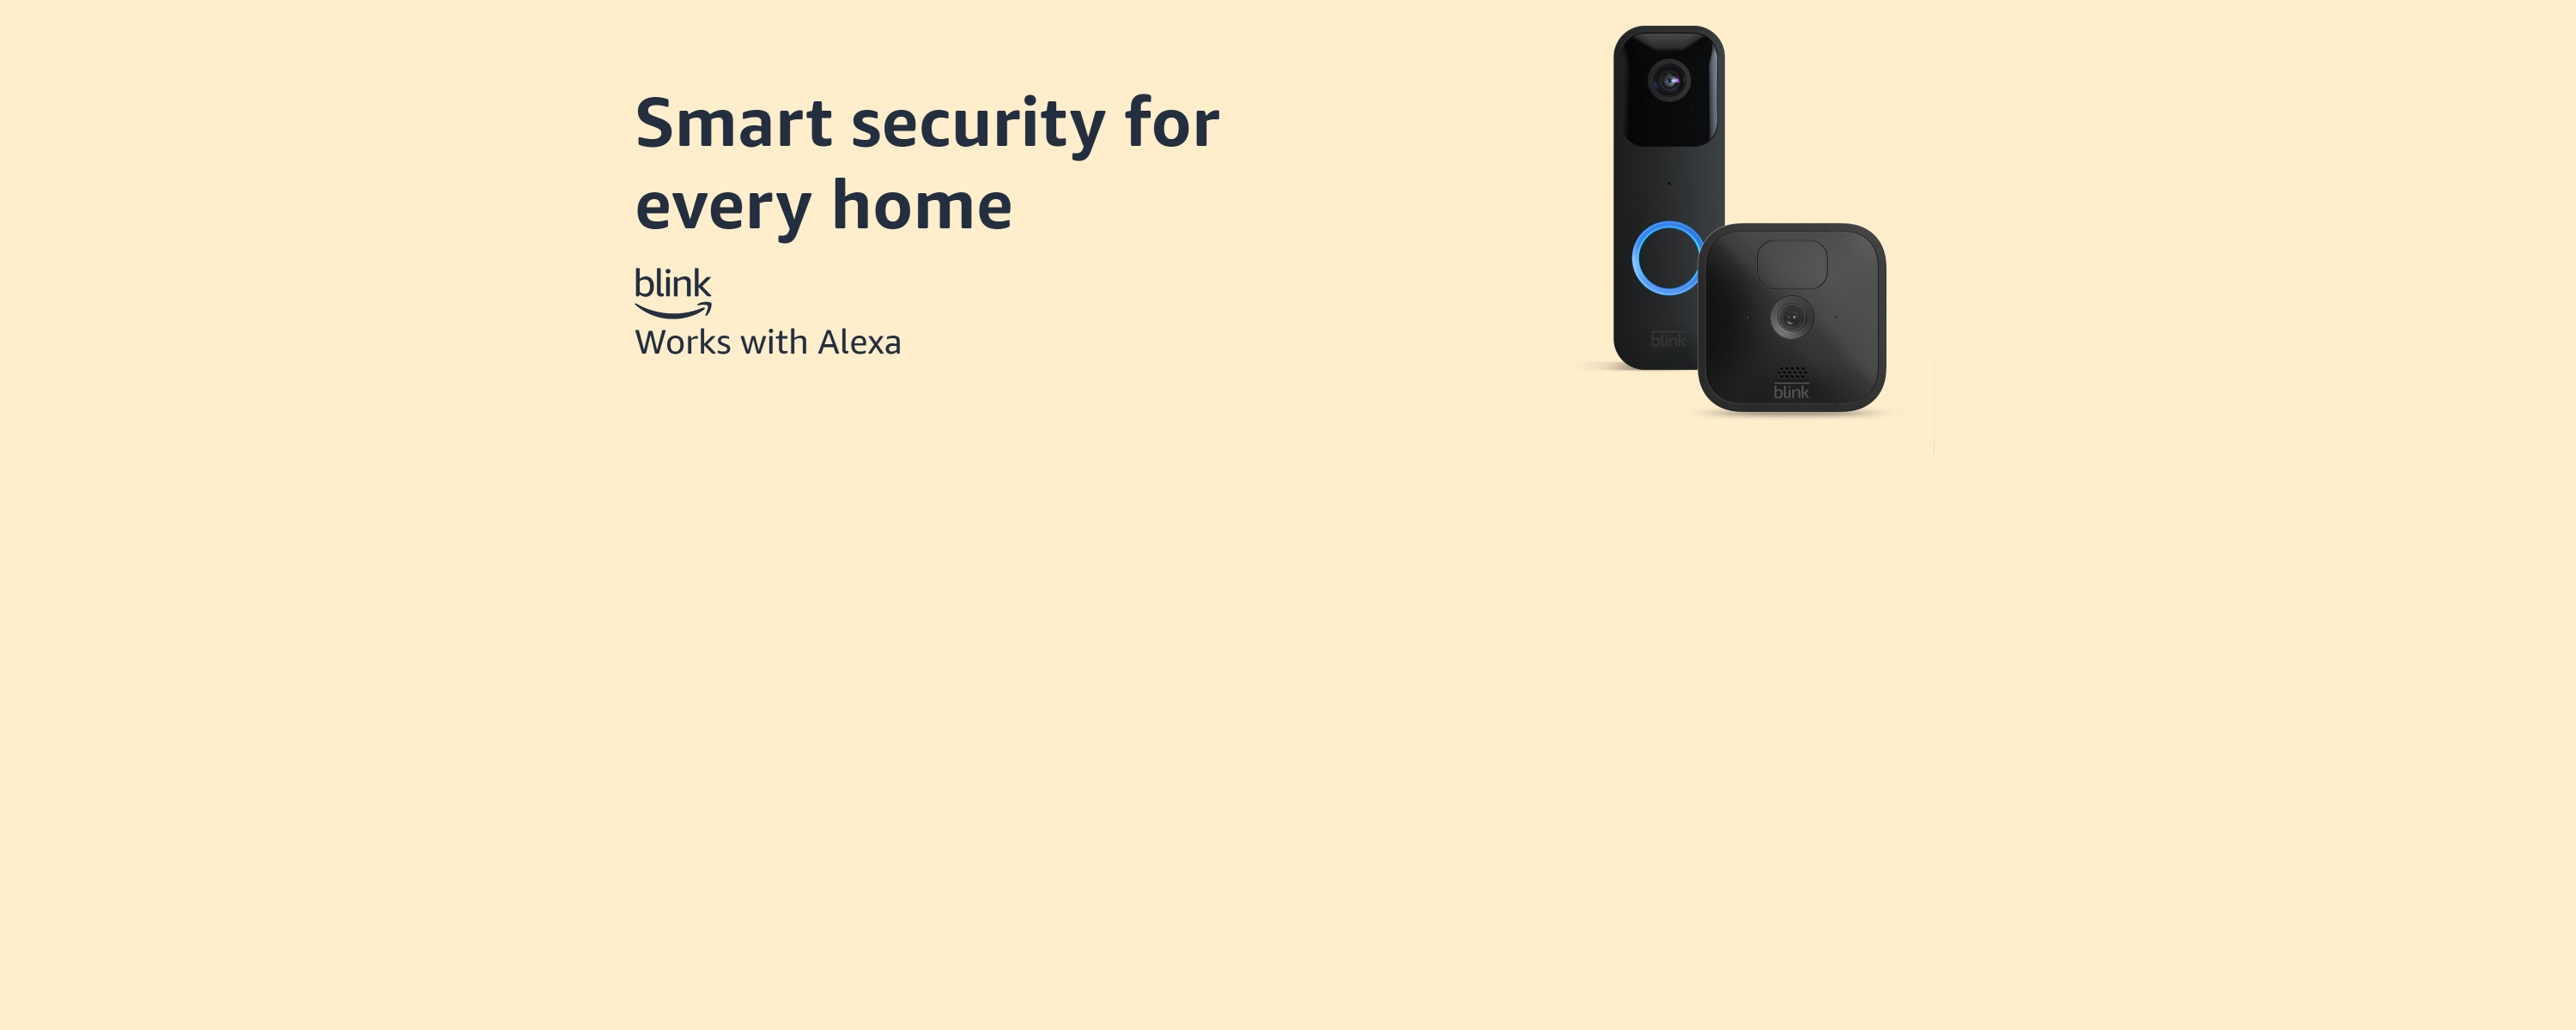 Smart security for
every home
blink
Works with Alexa
blink
blink